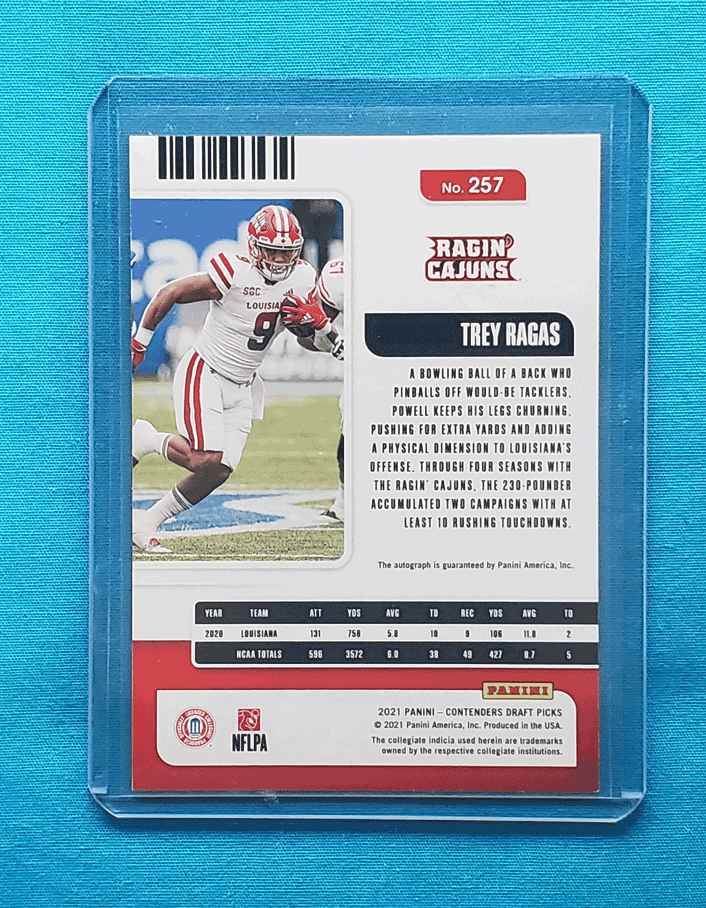 No. 257
RAGIN'
CAJUNS
TREY RAGAS
SBC
LOUISIANA
9
9
A BOWLING BALL OF A BACK WHO
PINBALLS OFF WOULD-BE TACKLERS,
POWELL KEEPS HIS LEGS CHURNING,
PUSHING FOR EXTRA YARDS AND ADDING
A PHYSICAL DIMENSION TO LOUISIANA'S
OFFENSE. THROUGH FOUR SEASONS WITH
THE RAGIN' CAJUNS, THE 230-POUNDER
ACCUMULATED TWO CAMPAIGNS WITH AT
LEAST 10 RUSHING TOUCHDOWNS.
The autograph is guaranteed by Panini America, Inc.
YEAR TEAM ATT YDS AVG TD REC YDS AVG TD
2020 LOUISIANA 131 758 5.8 10 9 106 11.8 2
NCAA TOTALS 596 3572 6.0 38 49 427 8.7 5
PANINI
2021 PANINI – CONTENDERS DRAFT PICKS
© 2021 Panini America, Inc. Produced in the USA.
The collegiate indicia used herein are trademarks
owned by the respective collegiate institutions.
NFLPA